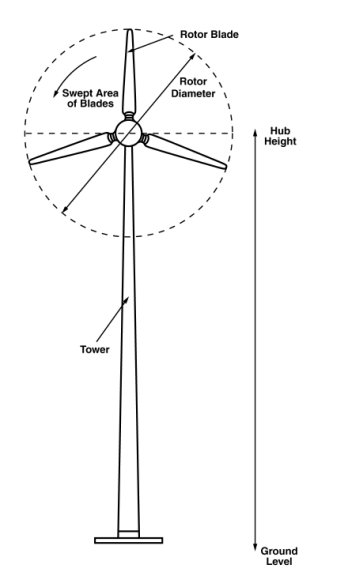 Rotor Blade
Swept Area
of Blades
Rotor
Diameter
Hub
Height
Tower
Ground
Level